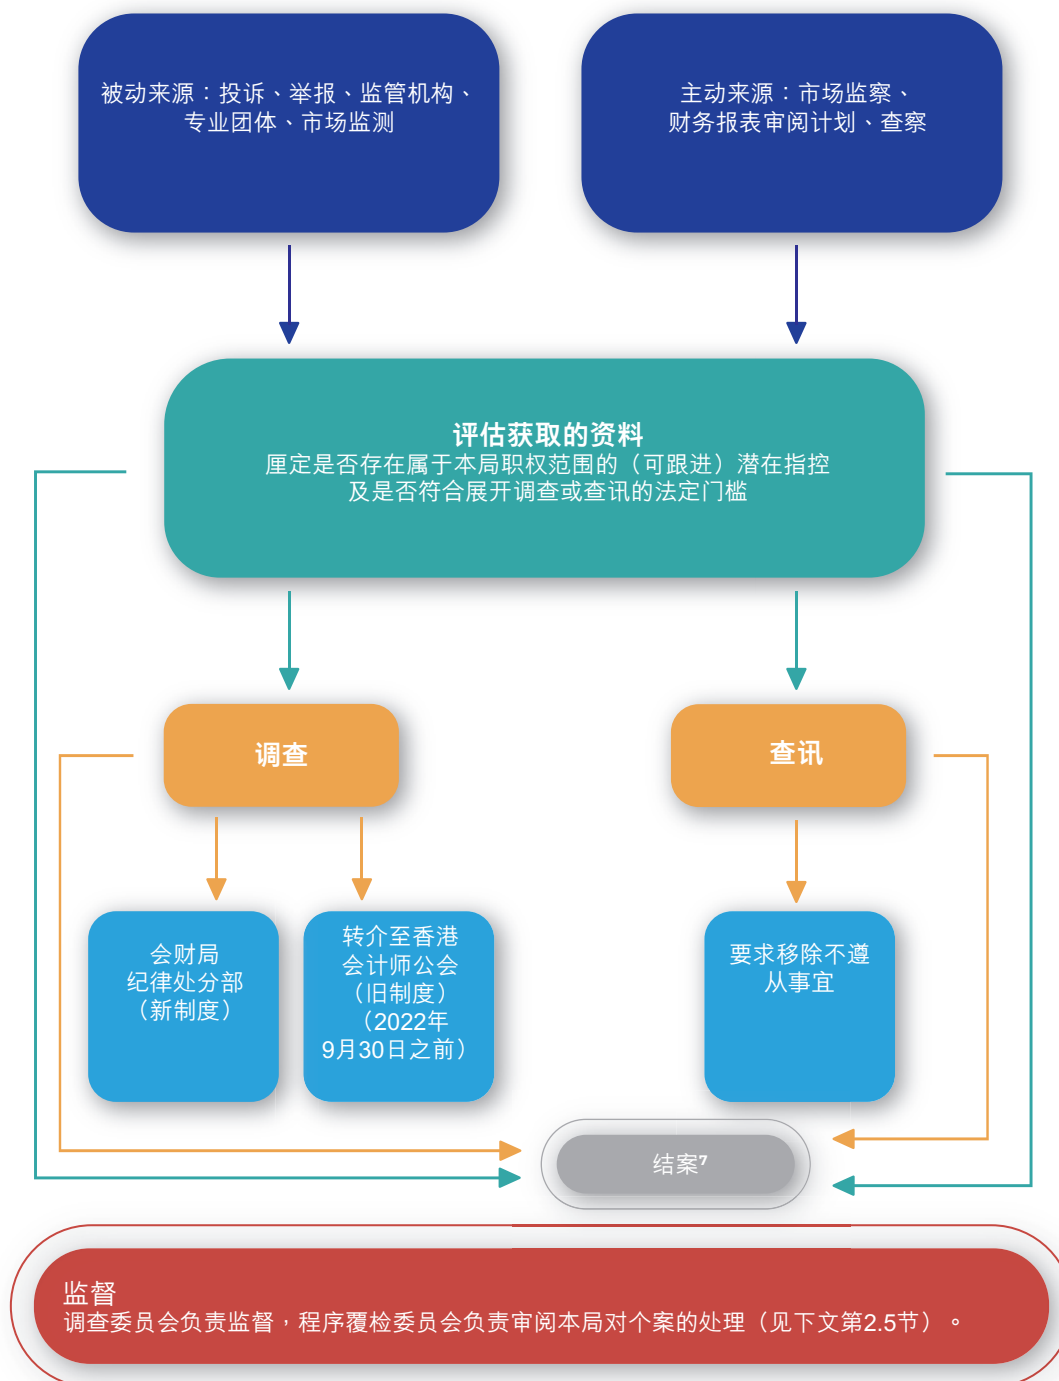 被动来源：投诉、举报、监管机构、
专业团体、市场监测
主动来源：市场监察、
财务报表审阅计划、查察
评估获取的资料
厘定是否存在属于本局职权范围的（可跟进）潜在指控
及是否符合展开调查或查讯的法定门槛
调查
查讯
会财局
纪律处分部
（新制度）
转介至香港
会计师公会
（旧制度）
（2022年
9月30日之前）
要求移除不遵
从事宜
结案⁷
监督
调查委员会负责监督，程序覆检委员会负责审阅本局对个案的处理（见下文第2.5节）。